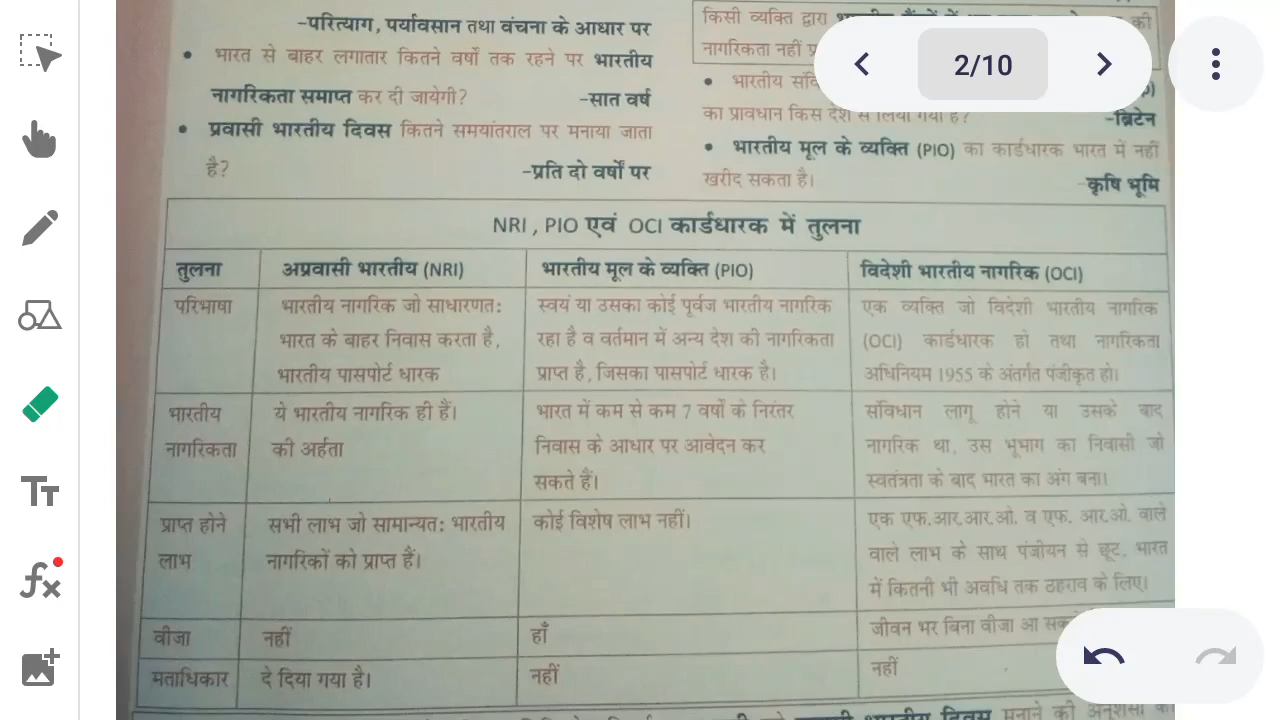 -परित्याग, पर्यावसान तथा वंचना के आधार पर
• भारत से बाहर लगातार कितने वर्षों तक रहने पर भारतीय
नागरिकता समाप्त कर दी जायेगी? -सात वर्ष
• प्रवासी भारतीय दिवस कितने समयांतराल पर मनाया जाता
है? -प्रति दो वर्षों पर
किसी व्यक्ति द्वारा की
नागरिकता नहीं
• भारतीय
का प्रावधान किस देश से लिया गया है? -ब्रिटेन
• भारतीय मूल के व्यक्ति (PIO) का कार्डधारक भारत में नहीं
खरीद सकता है। -कृषि भूमि
2/10
NRI , PIO एवं OCI कार्डधारक में तुलना
तुलना अप्रवासी भारतीय (NRI) भारतीय मूल के व्यक्ति (PIO) विदेशी भारतीय नागरिक (OCI)
परिभाषा भारतीय नागरिक जो साधारणत: स्वयं या उसका कोई पूर्वज भारतीय नागरिक एक व्यक्ति जो विदेशी भारतीय नागरिक
भारत के बाहर निवास करता है, रहा है व वर्तमान में अन्य देश की नागरिकता (OCI) कार्डधारक हो तथा नागरिकता
भारतीय पासपोर्ट धारक प्राप्त है, जिसका पासपोर्ट धारक है। अधिनियम 1955 के अंतर्गत पंजीकृत हो।
भारतीय ये भारतीय नागरिक ही हैं। भारत में कम से कम 7 वर्षों के निरंतर संविधान लागू होने या उसके बाद
नागरिकता की अर्हता निवास के आधार पर आवेदन कर नागरिक था, उस भूभाग का निवासी जो
सकते हैं। स्वतंत्रता के बाद भारत का अंग बना।
प्राप्त होने सभी लाभ जो सामान्यत: भारतीय कोई विशेष लाभ नहीं। एक एफ.आर.आर.ओ. व एफ. आर.ओ. वाले
लाभ नागरिकों को प्राप्त हैं। वाले लाभ के साथ पंजीयन से छूट, भारत
में कितनी भी अवधि तक ठहराव के लिए।
वीजा नहीं हाँ जीवन भर बिना वीजा आ
मताधिकार दे दिया गया है। नहीं नहीं
भारतीय दिवस मनाने की अनुशंसा